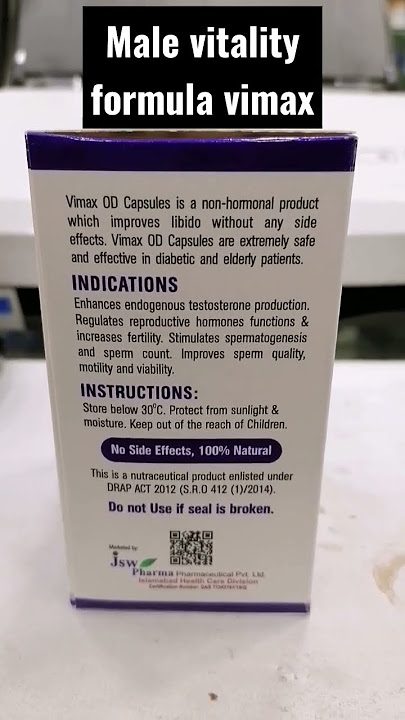 Male vitality
formula vimax
Vimax OD Capsules is a non-hormonal product
which improves libido without any side
effects. Vimax OD Capsules are extremely safe
and effective in diabetic and elderly patients.
INDICATIONS
Enhances endogenous testosterone production.
Regulates reproductive hormones functions &
increases fertility. Stimulates spermatogenesis
and sperm count. Improves sperm quality,
motility and viability.
INSTRUCTIONS:
Store below 30°C. Protect from sunlight &
moisture. Keep out of the reach of Children.
No Side Effects, 100% Natural
This is a nutraceutical product enlisted under
DRAP ACT 2012 (S.R.O 412 (1)/2014).
Do not Use if seal is broken.
Marketed by
Jsw
Pharma Pharmaceutical Pvt. Ltd.
Islamabad Health Care Division
Certification Number: